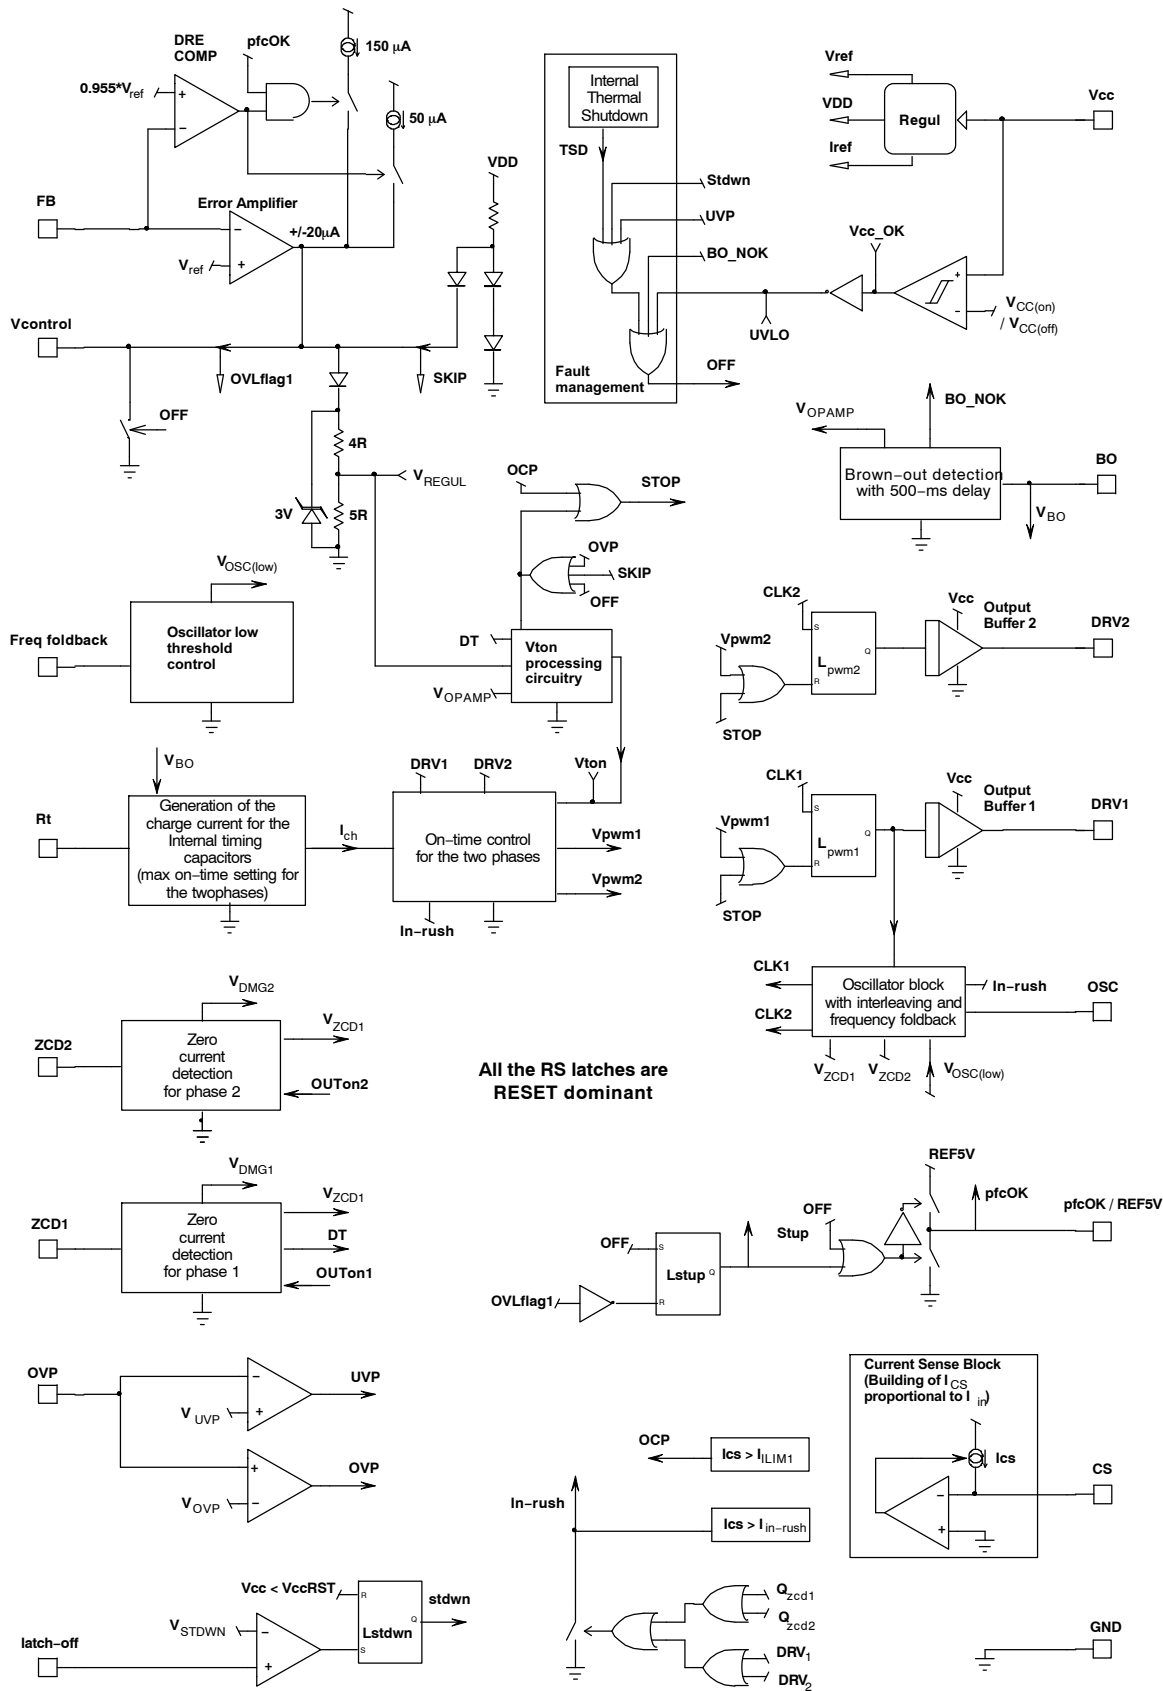 DRE
COMP
pfcOK
150 µA
0.955*Vref
50 µA
FB
Error Amplifier
+/-20µA
Vref
VDD
Vcontrol
OVLflag1
SKIP
OFF
4R
VREGUL
3V
5R
Internal
Thermal
Shutdown
TSD
Stdwn
UVP
BO_NOK
UVLO
Fault
management
OFF
Vref
VDD
Iref
Regul
Vcc
Vcc_OK
VCC(on)
/ VCC(off)
BO_NOK
VOPAMP
Brown-out detection
with 500-ms delay
BO
VBO
OCP
STOP
OVP
SKIP
OFF
DT
Vton
processing
circuitry
VOPAMP
VOSC(low)
Freq foldback
Oscillator low
threshold
control
CLK2
Vpwm2
STOP
S
R
Q
Lpwm2
Vcc
Output
Buffer 2
DRV2
VBO
Rt
Generation of the
charge current for the
Internal timing
capacitors
(max on-time setting for
the twophases)
Ich
DRV1
DRV2
Vton
On-time control
for the two phases
Vpwm1
Vpwm2
In-rush
CLK1
Vpwm1
STOP
S
R
Q
Lpwm1
Vcc
Output
Buffer 1
DRV1
CLK1
CLK2
Oscillator block
with interleaving and
frequency foldback
In-rush
OSC
VZCD1
VZCD2
VOSC(low)
VDMG2
VZCD1
ZCD2
Zero
current
detection
for phase 2
OUTon2
All the RS latches are
RESET dominant
VDMG1
VZCD1
ZCD1
Zero
current
detection
for phase 1
DT
OUTon1
OFF
OVLflag1
S
R
Q
Lstup
Stup
OFF
REF5V
pfcOK
pfcOK / REF5V
OVP
VUVP
UVP
VOVP
OVP
Current Sense Block
(Building of ICS
proportional to Iin)
Ics
CS
OCP
Ics > IILIM1
In-rush
Ics > Iin-rush
Qzcd1
Qzcd2
DRV1
DRV2
Vcc < VccRST
VSTDWN
latch-off
R
S
Q
Lstdwn
stdwn
GND